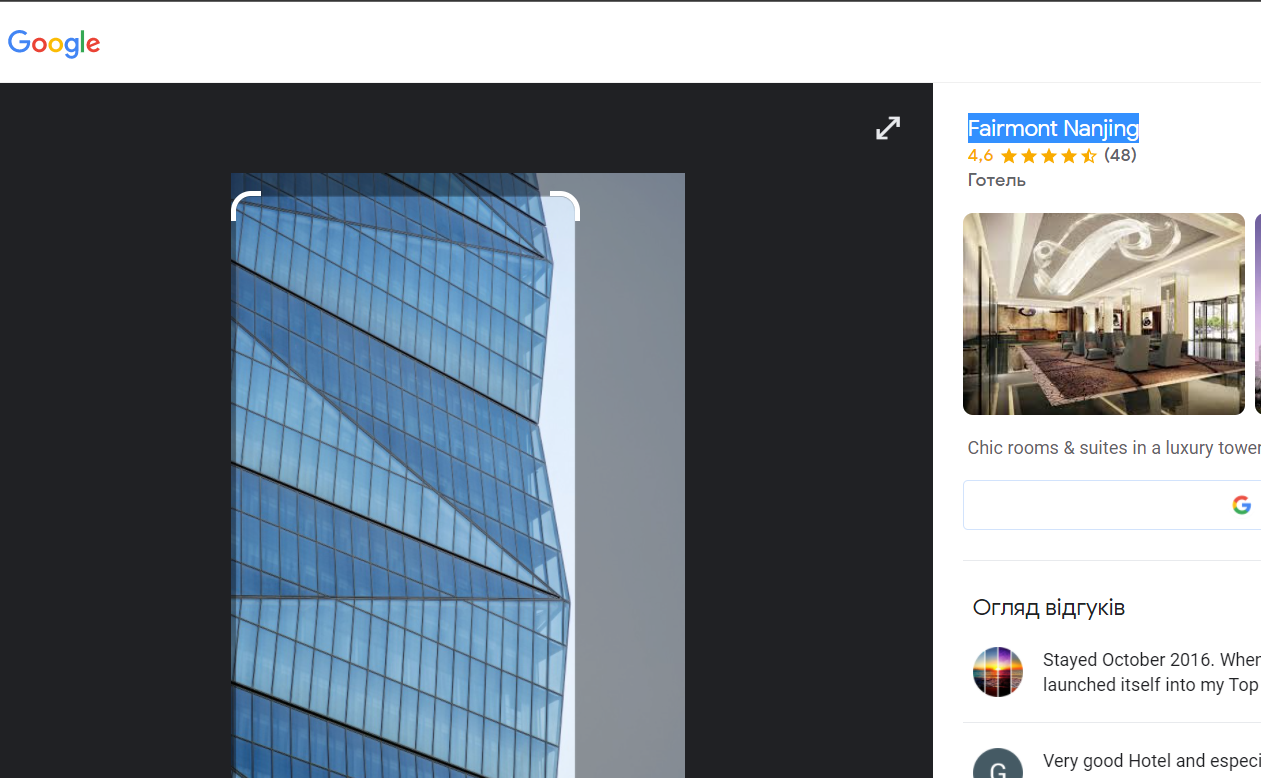 Google
Fairmont Nanjing
4,6 (48)
Готель
Chic rooms & suites in a luxury tower
Огляд відгуків
Stayed October 2016. When
launched itself into my Top
G
Very good Hotel and especi